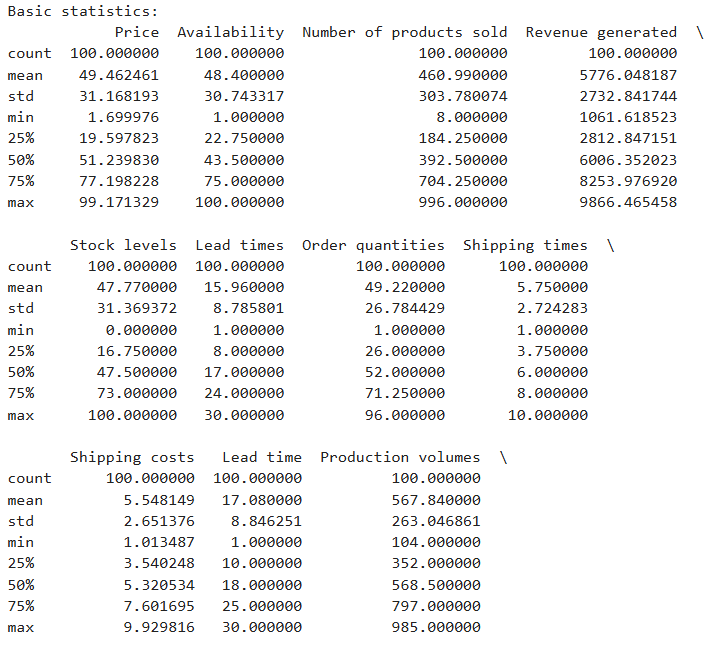 Basic statistics:
            Price  Availability  Number of products sold  Revenue generated  \
count  100.000000    100.000000               100.000000         100.000000
mean    49.462461     48.400000               460.990000        5776.048187
std     31.168193     30.743317               303.780074        2732.841744
min      1.699976      1.000000                 8.000000        1061.618523
25%     19.597823     22.750000               184.250000        2812.847151
50%     51.239830     43.500000               392.500000        6006.352023
75%     77.198228     75.000000               704.250000        8253.976920
max     99.171329    100.000000               996.000000        9866.465458

       Stock levels  Lead times  Order quantities  Shipping times  \
count    100.000000  100.000000        100.000000      100.000000
mean      47.770000   15.960000         49.220000        5.750000
std       31.369372    8.785801         26.784429        2.724283
min        0.000000    1.000000          1.000000        1.000000
25%       16.750000    8.000000         26.000000        3.750000
50%       47.500000   17.000000         52.000000        6.000000
75%       73.000000   24.000000         71.250000        8.000000
max      100.000000   30.000000         96.000000       10.000000

       Shipping costs   Lead time  Production volumes  \
count      100.000000  100.000000          100.000000
mean         5.548149   17.080000          567.840000
std          2.651376    8.846251          263.046861
min          1.013487    1.000000          104.000000
25%          3.540248   10.000000          352.000000
50%          5.320534   18.000000          568.500000
75%          7.601695   25.000000          797.000000
max          9.929816   30.000000          985.000000